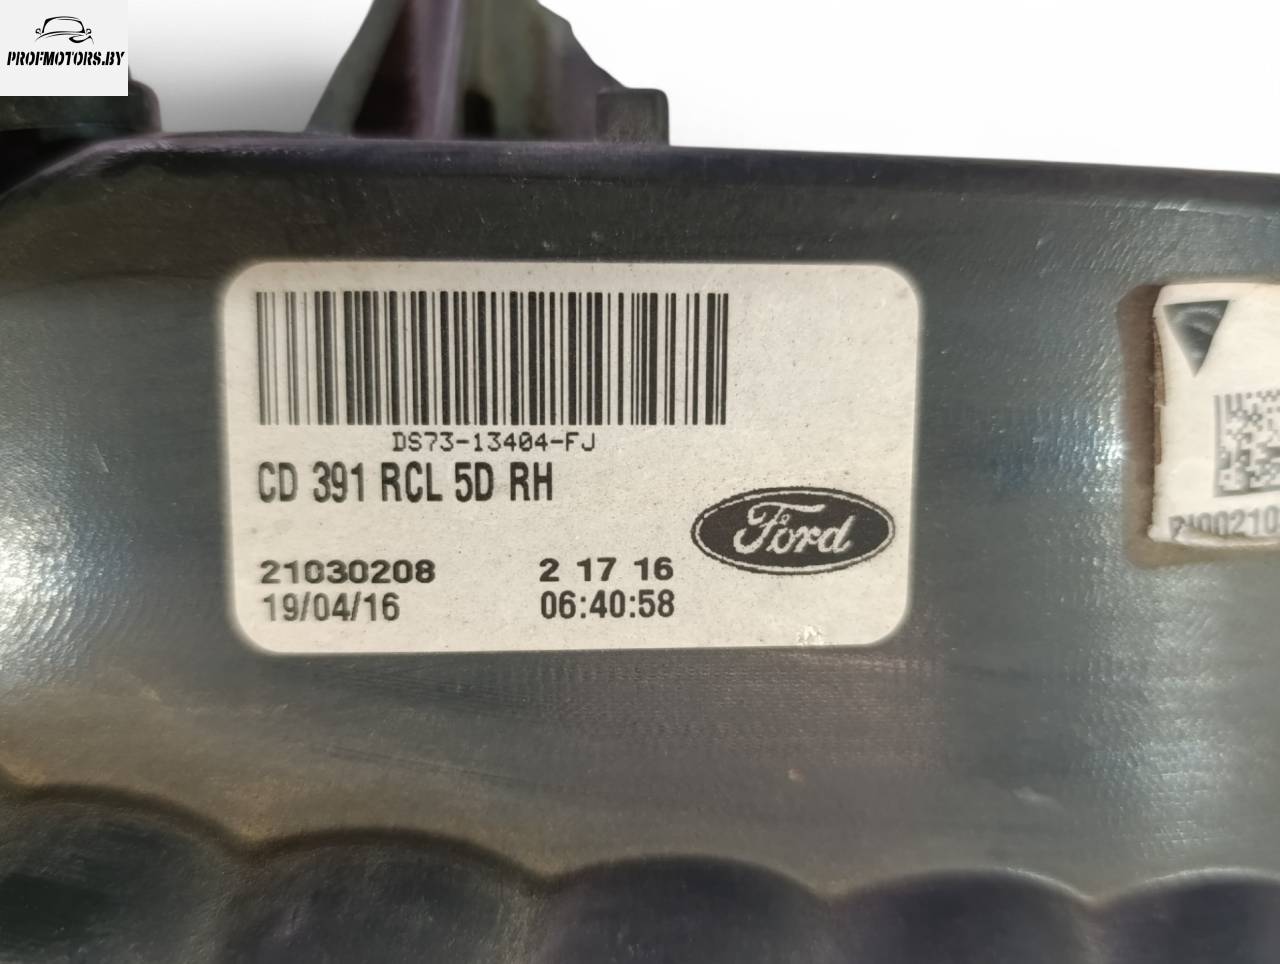 PROFMOTORS.BY
DS73-13404-FJ
CD 391 RCL 5D RH
Ford
21030208 2 17 16
19/04/16 06:40:58